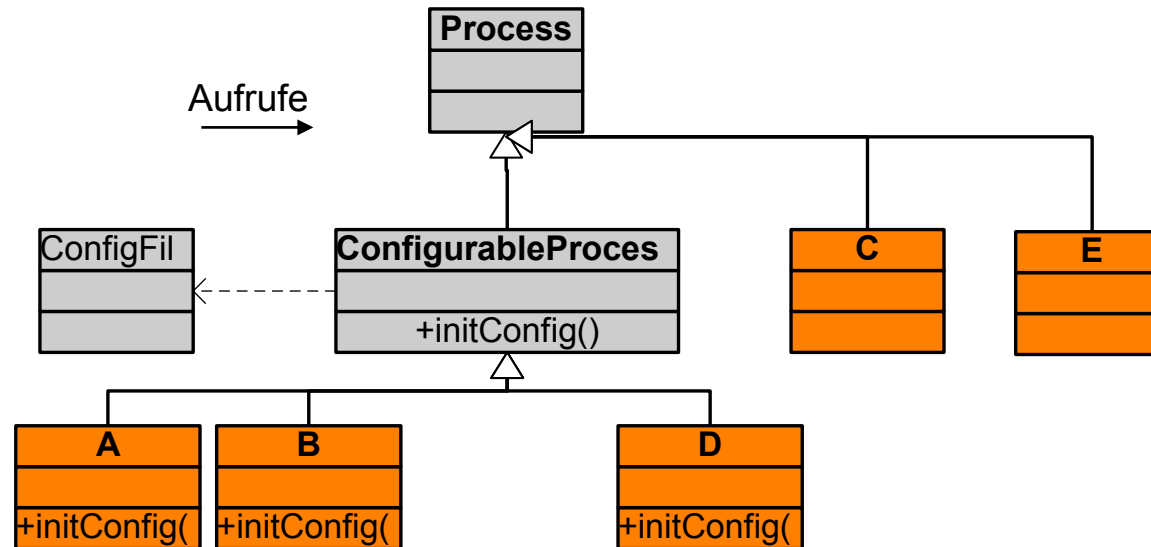 Process
Aufrufe
ConfigFil
ConfigurableProces
C
E
+initConfig()
A
B
D
+initConfig(
+initConfig(
+initConfig(